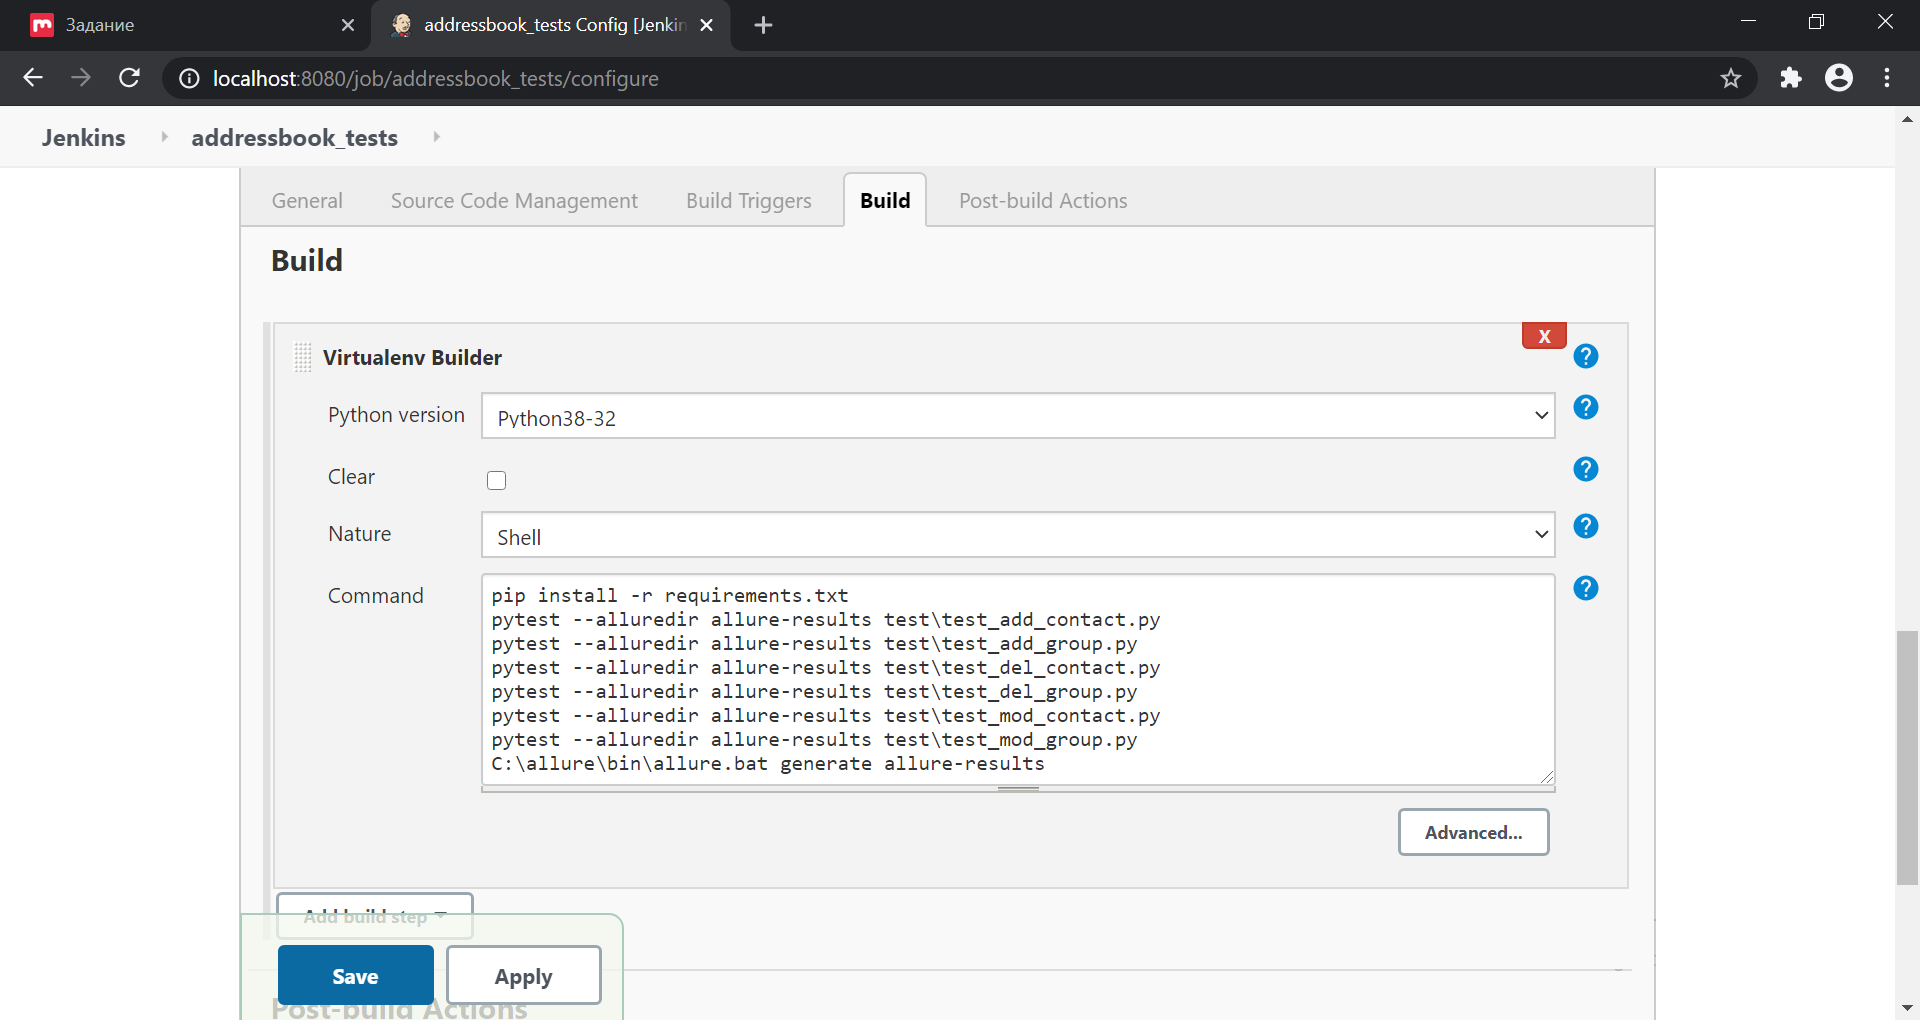 Задание
addressbook_tests Config [Jenkin
localhost:8080/job/addressbook_tests/configure
Jenkins
addressbook_tests
General
Source Code Management
Build Triggers
Build
Post-build Actions
Build
X
Virtualenv Builder
?
Python version
Python38-32
?
Clear
?
Nature
Shell
?
Command
pip install -r requirements.txt
pytest --alluredir allure-results test\test_add_contact.py
pytest --alluredir allure-results test\test_add_group.py
pytest --alluredir allure-results test\test_del_contact.py
pytest --alluredir allure-results test\test_del_group.py
pytest --alluredir allure-results test\test_mod_contact.py
pytest --alluredir allure-results test\test_mod_group.py
C:\allure\bin\allure.bat generate allure-results
?
Advanced...
Add build step
Save
Apply
Post-build Actions